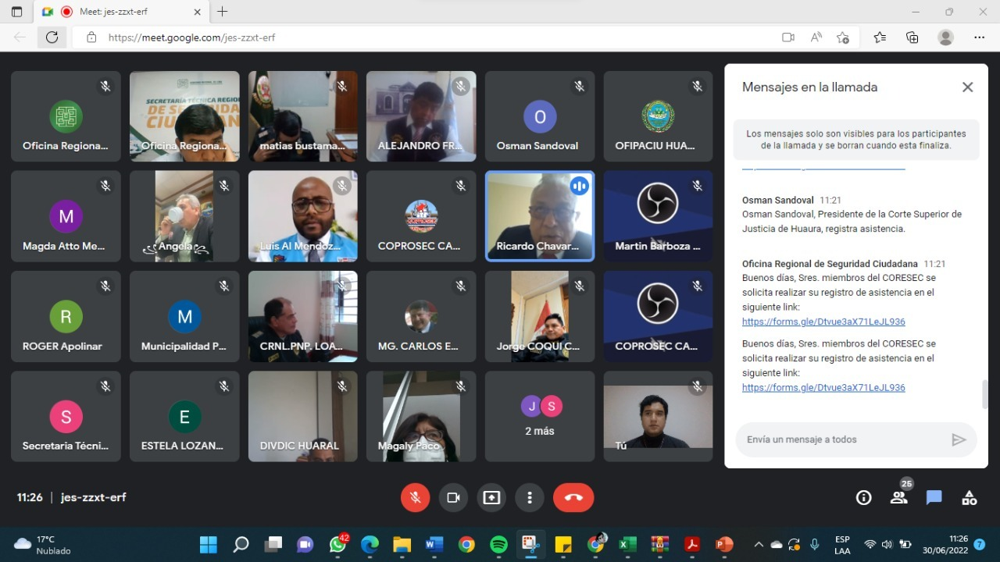 Meet: jes-zzxt-erf
https://meet.google.com/jes-zzxt-erf
Oficina Regiona...
SECRETARÍA TÉCNICA REGIO
DE SEGURIDA
CIUDADAN
Oficina Regiona...
matias bustama...
ALEJANDRO FR...
O
Osman Sandoval
OFIPACIU HUA...
M
Magda Atto Me...
Angela
Luis Al Mendoz...
COPROSEC CA...
Ricardo Chavar...
Martin Barboza ...
R
ROGER Apolinar
M
Municipalidad P...
CRNL.PNP. LOA...
MG. CARLOS E...
Jorge COQUI C...
COPROSEC CA...
S
Secretaria Técni...
E
ESTELA LOZAN...
DIVDIC HUARAL
Magaly Paco
J S
2 más
Tú
Mensajes en la llamada
Los mensajes solo son visibles para los participantes
de la llamada y se borran cuando esta finaliza.
Osman Sandoval 11:21
Osman Sandoval, Presidente de la Corte Superior de
Justicia de Huaura, registra asistencia.
Oficina Regional de Seguridad Ciudadana 11:21
Buenos días, Sres. miembros del CORESEC se
solicita realizar su registro de asistencia en el
siguiente link:
https://forms.gle/Dtvue3aX71LeJL936
Buenos días, Sres. miembros del CORESEC se
solicita realizar su registro de asistencia en el
siguiente link:
https://forms.gle/Dtvue3aX71LeJL936
Envía un mensaje a todos
11:26 | jes-zzxt-erf
25
17°C
Nublado
42
ESP
LAA
11:26
30/06/2022
7